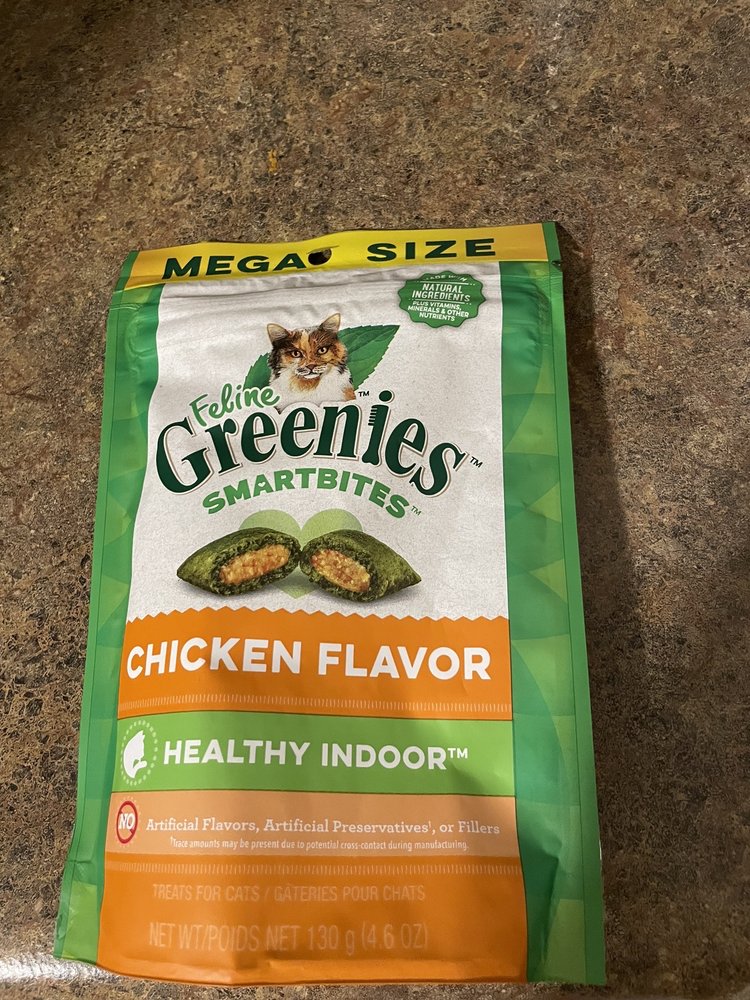 MEGA SIZE
NATURAL
INGREDIENTS
PLUS VITAMINS,
MINERALS & OTHER
NUTRIENTS
Feline
Greenies™
SMARTBITES™
CHICKEN FLAVOR
HEALTHY INDOOR™
NO Artificial Flavors, Artificial Preservatives¹, or Fillers
¹Trace amounts may be present due to potential cross-contact during manufacturing.
TREATS FOR CATS / GÂTERIES POUR CHATS
NET WT/POIDS NET 130 g (4.6 OZ)